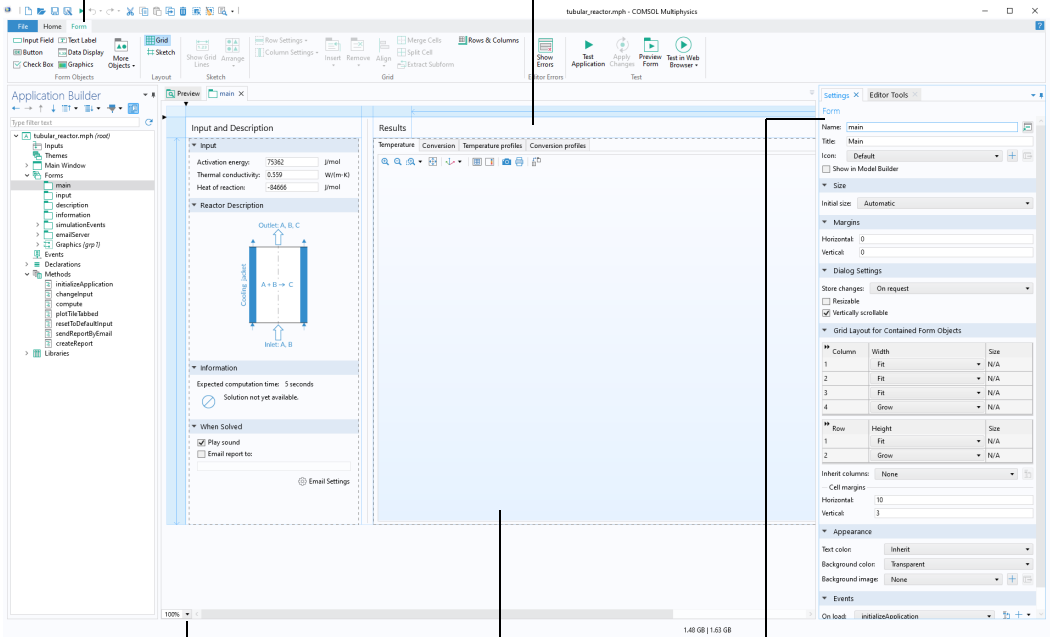 tubular_reactor.mph - COMSOL Multiphysics
File Home Form
Input Field Text Label
Button Data Display
Check Box Graphics
More Objects
Form Objects
Grid
Sketch
Layout
Show Grid Lines
Arrange
Sketch
Row Settings
Column Settings
Insert Remove Align
Merge Cells
Split Cell
Extract Subform
Rows & Columns
Grid
Show Errors
Editor Errors
Test Application
Apply Changes
Preview Form
Test in Web Browser
Test
Application Builder
Type filter text
tubular_reactor.mph (root)
Inputs
Themes
Main Window
Forms
main
input
description
information
simulationEvents
emailServer
Graphics (grp1)
Events
Declarations
Methods
initializeApplication
changeInput
compute
plotTileTabbed
resetToDefaultInput
sendReportByEmail
createReport
Libraries
Preview main
Input and Description
Input
Activation energy: 75362 J/mol
Thermal conductivity: 0.559 W/(m·K)
Heat of reaction: -84666 J/mol
Reactor Description
Outlet: A, B, C
Cooling jacket
A + B → C
Inlet: A, B
Information
Expected computation time: 5 seconds
Solution not yet available.
When Solved
Play sound
Email report to:
Email Settings
Results
Temperature Conversion Temperature profiles Conversion profiles
100%
1.48 GB | 1.63 GB
Settings Editor Tools
Form
Name: main
Title: Main
Icon: Default
Show in Model Builder
Size
Initial size: Automatic
Margins
Horizontal: 0
Vertical: 0
Dialog Settings
Store changes: On request
Resizable
Vertically scrollable
Grid Layout for Contained Form Objects
Column Width Size
1 Fit N/A
2 Fit N/A
3 Fit N/A
4 Grow N/A
Row Height Size
1 Fit N/A
2 Grow N/A
Inherit columns: None
Cell margins
Horizontal: 10
Vertical: 3
Appearance
Text color: Inherit
Background color: Transparent
Background image: None
Events
On load: initializeApplication